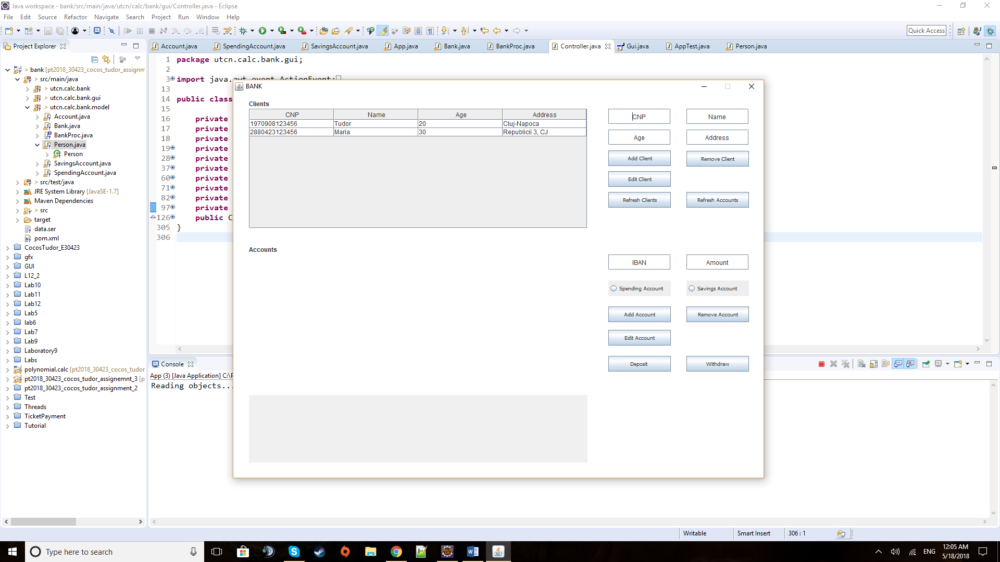 Java workspace - bank/src/main/java/utcn/calc/bank/gui/Controller.java - Eclipse
File Edit Source Refactor Navigate Search Project Run Window Help
Quick Access
Project Explorer
bank [pt2018_30423_cocos_tudor_assignm
> src/main/java
> utcn.calc.bank
> utcn.calc.bank.gui
> utcn.calc.bank.model
Account.java
Bank.java
BankProc.java
Person.java
Person
SavingsAccount.java
SpendingAccount.java
> src/test/java
JRE System Library [JavaSE-1.7]
Maven Dependencies
> src
target
data.ser
pom.xml
CocosTudor_E30423
gfx
GUI
L12_2
Lab10
Lab11
Lab12
Lab5
lab6
Lab7
Lab9
Laboratory9
Labs
polynomial.calc [pt2018_30423_cocos_tudor
pt2018_30423_cocos_tudor_assignemnt_3 [p
pt2018_30423_cocos_tudor_assignment_2
Test
Threads
TicketPayment
Tutorial
Account.java SpendingAccount.java SavingsAccount.java App.java Bank.java BankProc.java Controller.java Gui.java AppTest.java Person.java
1 package utcn.calc.bank.gui;
2
3 import java.awt.event.ActionEvent;
13
14 public class
15
16 private
17 private
18 private
19 private
28 private
37 private
60 private
71 private
82 private
97 private
126 public C
305 }
306
BANK
Clients
CNP Name Age Address
1970908123456 Tudor 20 Cluj-Napoca
2880423123456 Maria 30 Republicii 3, CJ
CNP Name
Age Address
Add Client Remove Client
Edit Client
Refresh Clients Refresh Accounts
Accounts
IBAN Amount
Spending Account Savings Account
Add Account Remove Account
Edit Account
Deposit Withdraw
Console
App (3) [Java Application] C:\P
Reading objects...
Writable Smart Insert 306 : 1
Type here to search
ENG
12:05 AM
5/18/2018